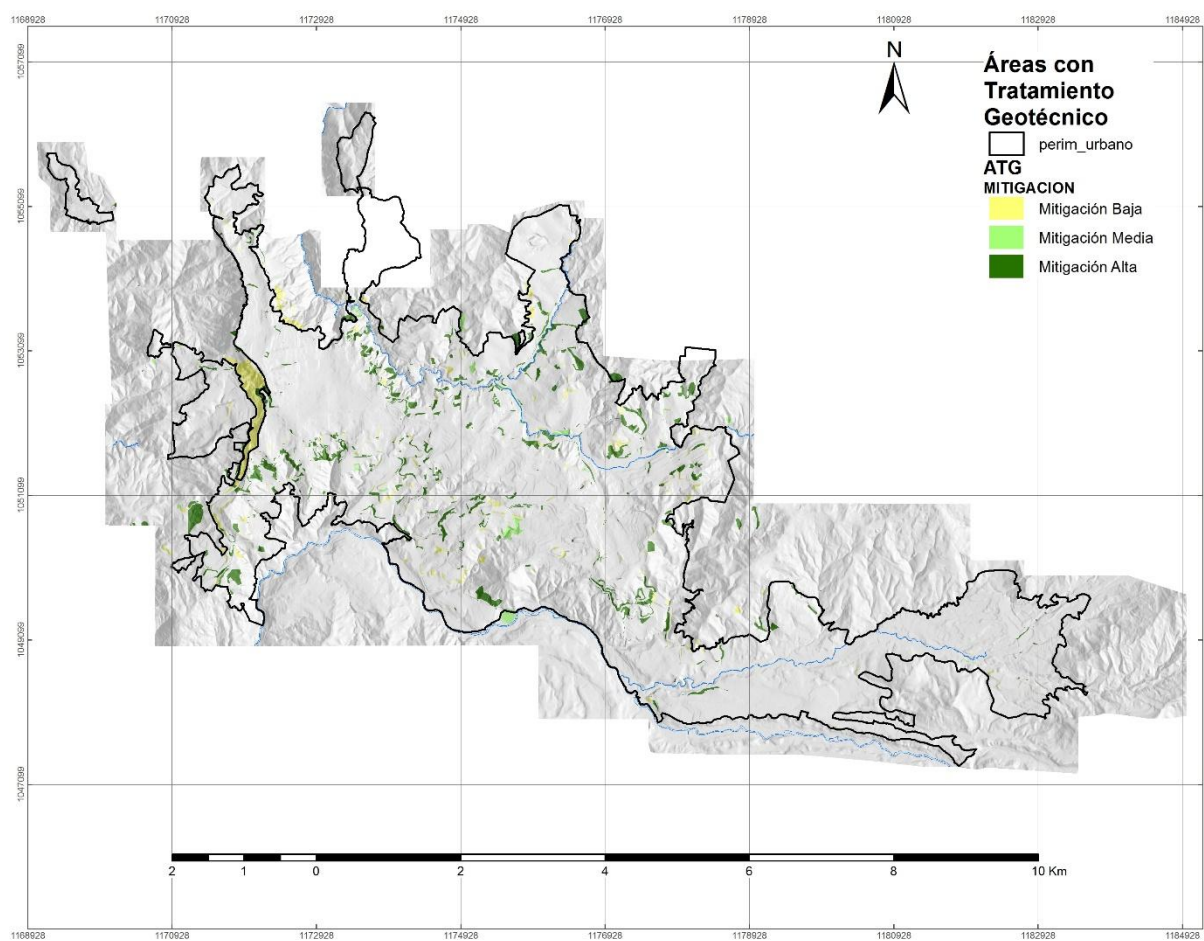 1168928 1170928 1172928 1174928 1176928 1178928 1180928 1182928 1184928
1057099
1055099
1053099
1051099
1049099
1047099
N
Áreas con
Tratamiento
Geotécnico
perim_urbano
ATG
MITIGACION
Mitigación Baja
Mitigación Media
Mitigación Alta
2 1 0 2 4 6 8 10 Km
1168928 1170928 1172928 1174928 1176928 1178928 1180928 1182928 1184928